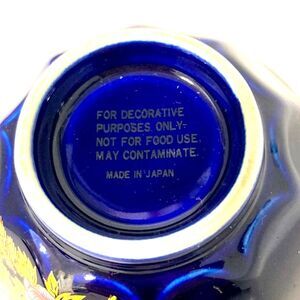 FOR DECORATIVE
PURPOSES ONLY-
NOT FOR FOOD USE
MAY CONTAMINATE.
MADE IN JAPAN